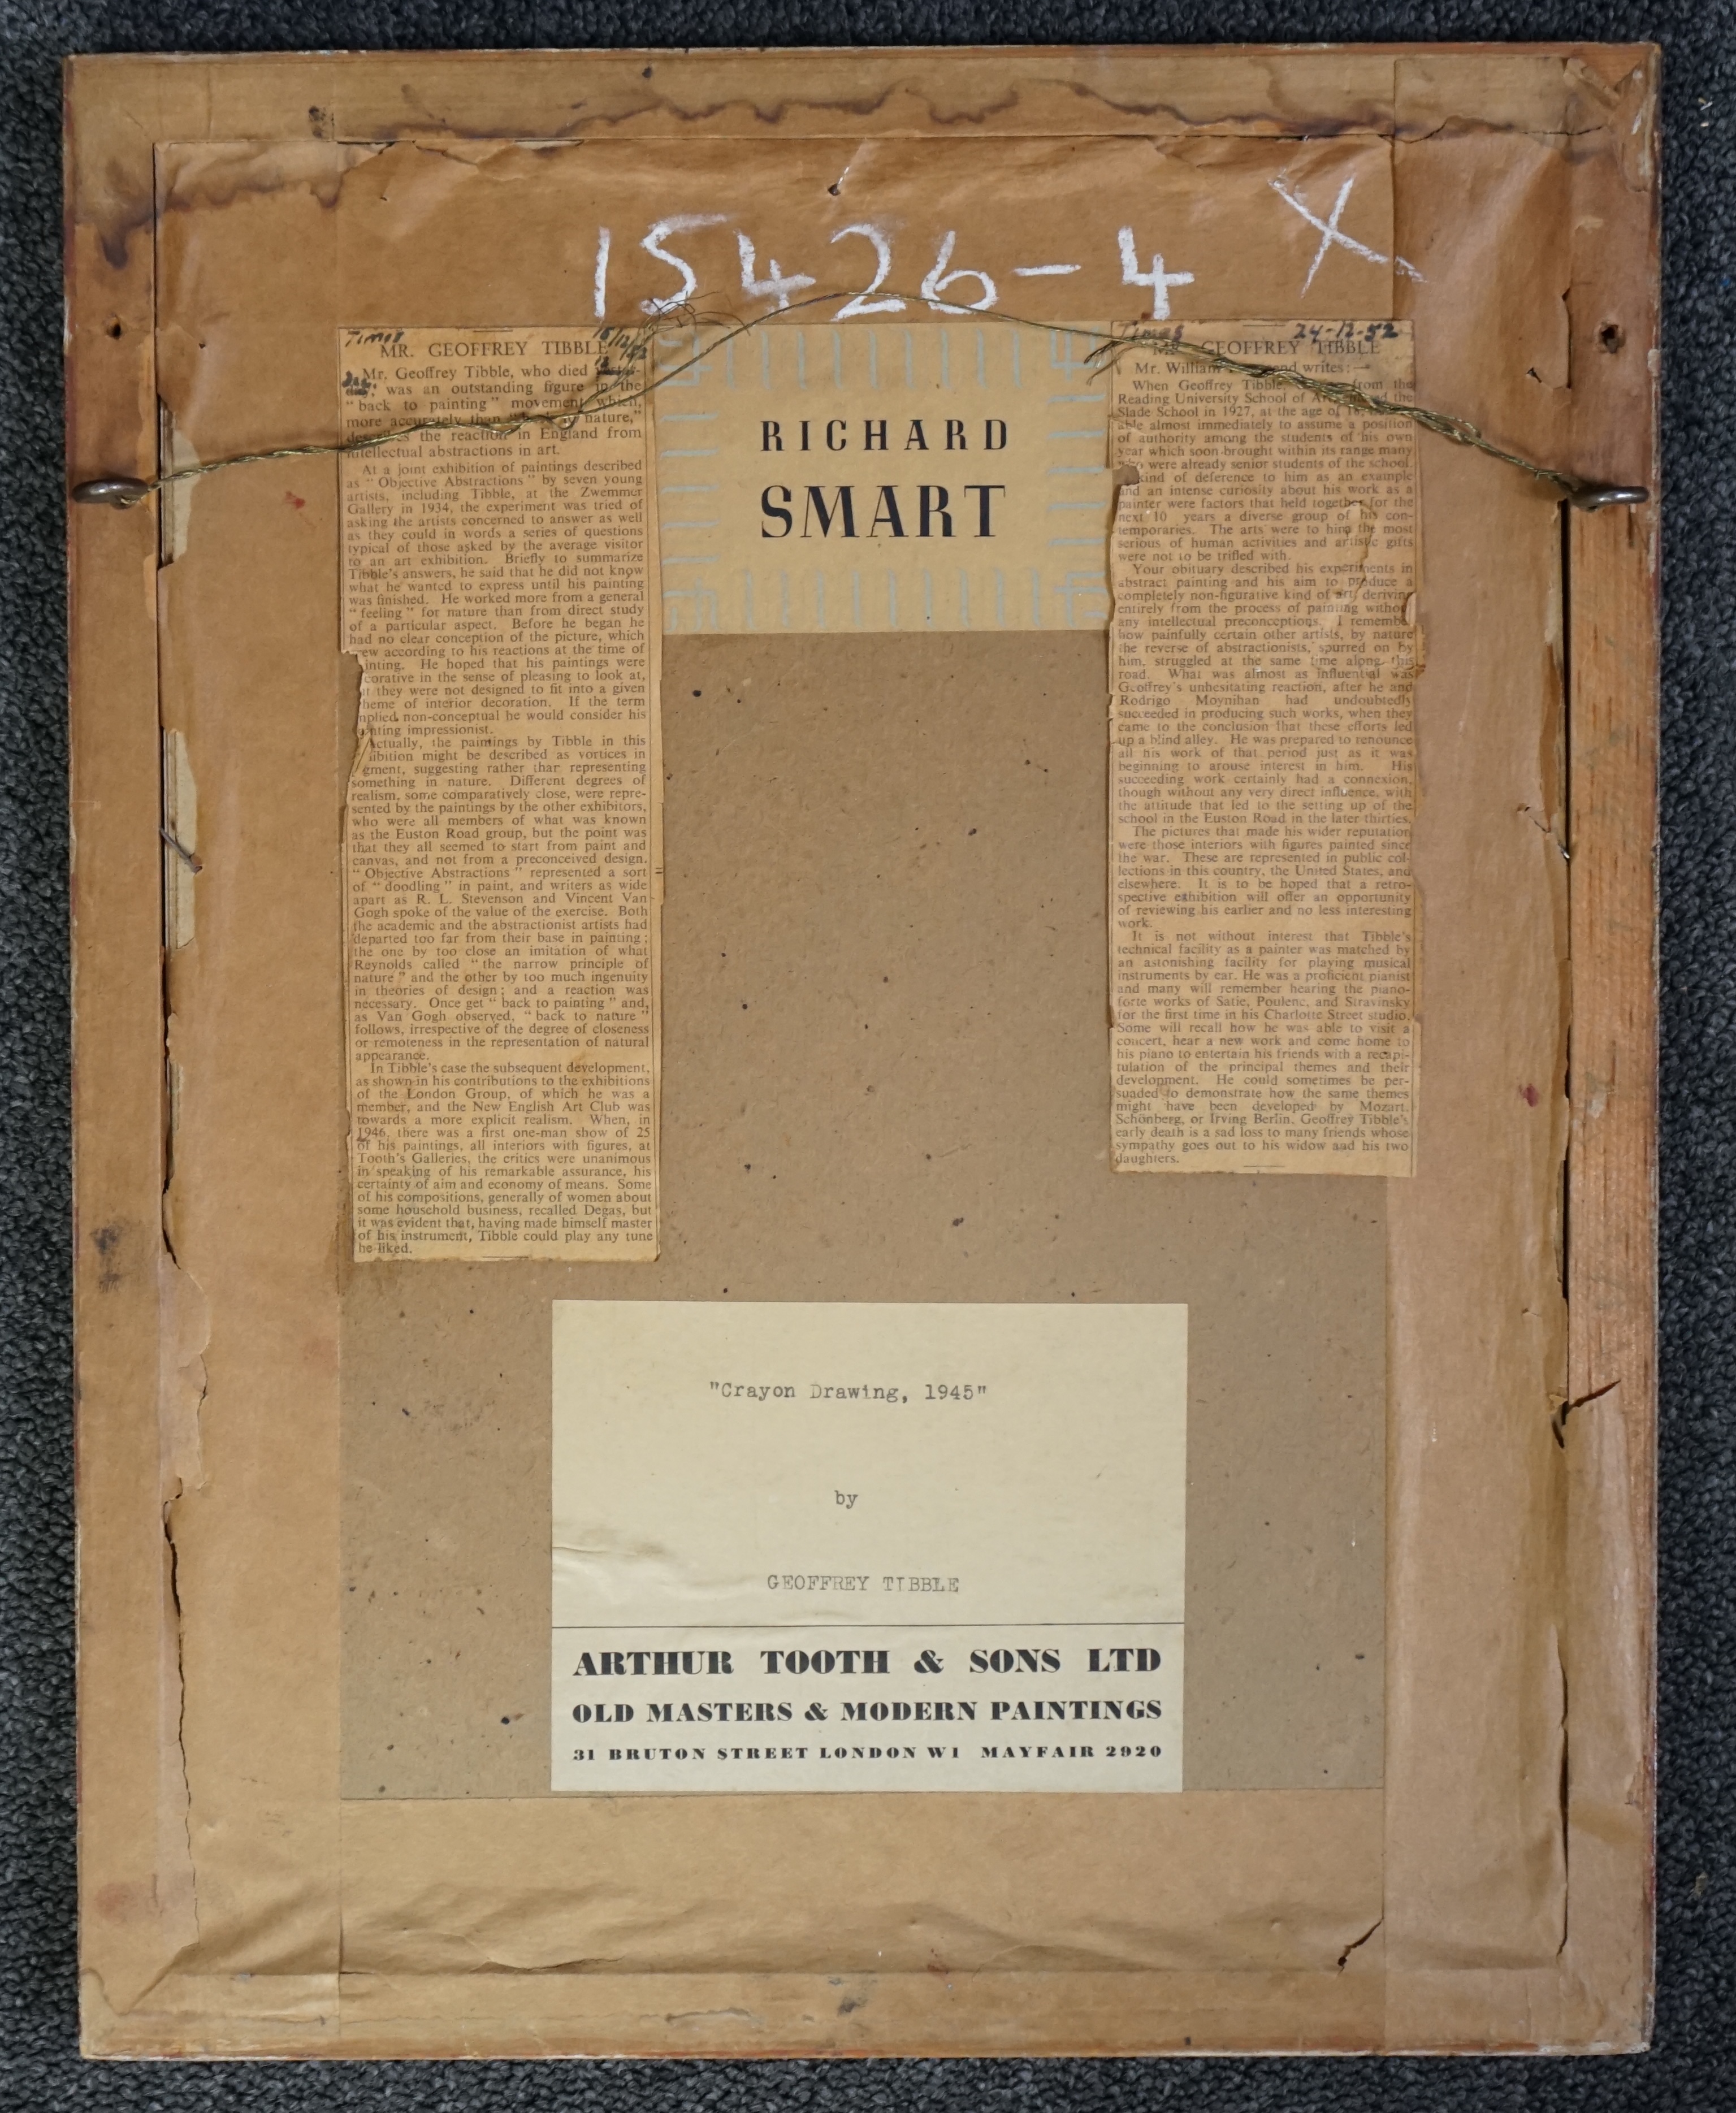 15426-4 X
Times 16/12/52
MR. GEOFFREY TIBBLE
Mr. Geoffrey Tibble, who died
was an outstanding figure in the
"back to painting" movement which,
more accurately than "back to nature,"
describes the reaction in England from
intellectual abstractions in art.
At a joint exhibition of paintings described
as "Objective Abstractions" by seven young
artists, including Tibble, at the Zwemmer
Gallery in 1934, the experiment was tried of
asking the artists concerned to answer as well
as they could in words a series of questions
typical of those asked by the average visitor
to an art exhibition. Briefly to summarize
Tibble's answers, he said that he did not know
what he wanted to express until his painting
was finished. He worked more from a general
"feeling" for nature than from direct study
of a particular aspect. Before he began he
had no clear conception of the picture, which
ew according to his reactions at the time of
inting. He hoped that his paintings were
corative in the sense of pleasing to look at,
t they were not designed to fit into a given
heme of interior decoration. If the term
mplied non-conceptual he would consider his
nting impressionist.
ctually, the paintings by Tibble in this
ibition might be described as vortices in
gment, suggesting rather than representing
something in nature. Different degrees of
realism, some comparatively close, were repre-
sented by the paintings by the other exhibitors,
who were all members of what was known
as the Euston Road group, but the point was
that they all seemed to start from paint and
canvas, and not from a preconceived design.
"Objective Abstractions" represented a sort
of "doodling" in paint, and writers as wide
apart as R. L. Stevenson and Vincent Van
Gogh spoke of the value of the exercise. Both
the academic and the abstractionist artists had
departed too far from their base in painting;
the one by too close an imitation of what
Reynolds called "the narrow principle of
nature" and the other by too much ingenuity
in theories of design; and a reaction was
necessary. Once get "back to painting" and,
as Van Gogh observed, "back to nature"
follows, irrespective of the degree of closeness
or remoteness in the representation of natural
appearance.
In Tibble's case the subsequent development,
as shown in his contributions to the exhibitions
of the London Group, of which he was a
member, and the New English Art Club was
towards a more explicit realism. When, in
1946, there was a first one-man show of 25
of his paintings, all interiors with figures, at
Tooth's Galleries, the critics were unanimous
in speaking of his remarkable assurance, his
certainty of aim and economy of means. Some
of his compositions, generally of women about
some household business, recalled Degas, but
it was evident that, having made himself master
of his instrument, Tibble could play any tune
he liked.
RICHARD
SMART
Times 24-12-52
MR. GEOFFREY TIBBLE
Mr. William and writes:—
When Geoffrey Tibble from the
Reading University School of Art and the
Slade School in 1927, at the age of
able almost immediately to assume a position
of authority among the students of his own
year which soon brought within its range many
who were already senior students of the school.
kind of deference to him as an example
and an intense curiosity about his work as a
painter were factors that held together for the
next 10 years a diverse group of his con-
temporaries. The arts were to him the most
serious of human activities and artistic gifts
were not to be trifled with.
Your obituary described his experiments in
abstract painting and his aim to produce a
completely non-figurative kind of art, deriving
entirely from the process of painting without
any intellectual preconceptions. I remember
how painfully certain other artists, by nature
the reverse of abstractionists, spurred on by
him, struggled at the same time along this
road. What was almost as influential was
Geoffrey's unhesitating reaction, after he and
Rodrigo Moynihan had undoubtedly
succeeded in producing such works, when they
came to the conclusion that these efforts led
up a blind alley. He was prepared to renounce
all his work of that period just as it was
beginning to arouse interest in him. His
succeeding work certainly had a connexion,
though without any very direct influence, with
the attitude that led to the setting up of the
school in the Euston Road in the later thirties.
The pictures that made his wider reputation
were those interiors with figures painted since
the war. These are represented in public col-
lections in this country, the United States, and
elsewhere. It is to be hoped that a retro-
spective exhibition will offer an opportunity
of reviewing his earlier and no less interesting
work.
It is not without interest that Tibble's
technical facility as a painter was matched by
an astonishing facility for playing musical
instruments by ear. He was a proficient pianist
and many will remember hearing the piano-
forte works of Satie, Poulenc, and Stravinsky
for the first time in his Charlotte Street studio.
Some will recall how he was able to visit a
concert, hear a new work and come home to
his piano to entertain his friends with a recapi-
tulation of the principal themes and their
development. He could sometimes be per-
suaded to demonstrate how the same themes
might have been developed by Mozart,
Schönberg, or Irving Berlin. Geoffrey Tibble's
early death is a sad loss to many friends whose
sympathy goes out to his widow and his two
daughters.
"Crayon Drawing, 1945"
by
GEOFFREY TIBBLE
ARTHUR TOOTH & SONS LTD
OLD MASTERS & MODERN PAINTINGS
31 BRUTON STREET LONDON W1 MAYFAIR 2920